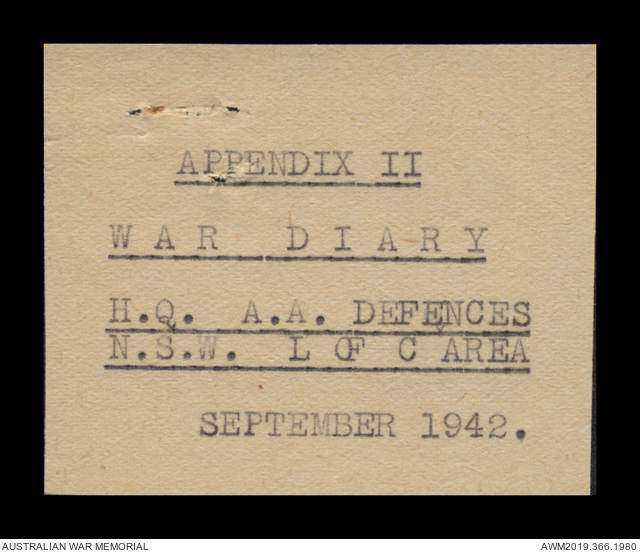 APPENDIX II
WAR DIARY
H.Q. A.A. DEFENCES
N.S.W. L OF C AREA
SEPTEMBER 1942.
AUSTRALIAN WAR MEMORIAL
AWM2019.366.1980